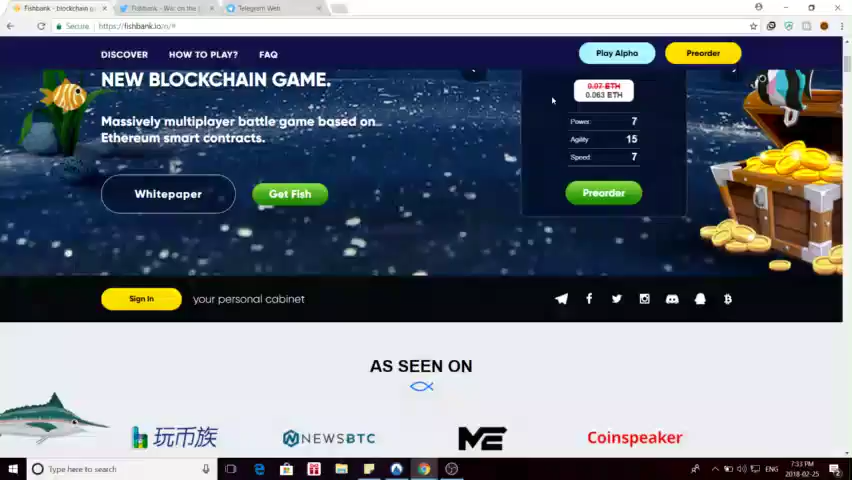 Fishbank - blockchain g
Fishbank - Wiki on the
Telegram Web
Secure
https://fishbank.io/n/#
DISCOVER
HOW TO PLAY?
FAQ
Play Alpha
Preorder
NEW BLOCKCHAIN GAME.
Massively multiplayer battle game based on
Ethereum smart contracts.
Whitepaper
Get Fish
0.07 ETH
0.063 ETH
Power: 7
Agility 15
Speed: 7
Preorder
Sign In
your personal cabinet
AS SEEN ON
玩币族
NEWSBTC
ME
Coinspeaker
Type here to search
ENG
7:33 PM
2018-02-25